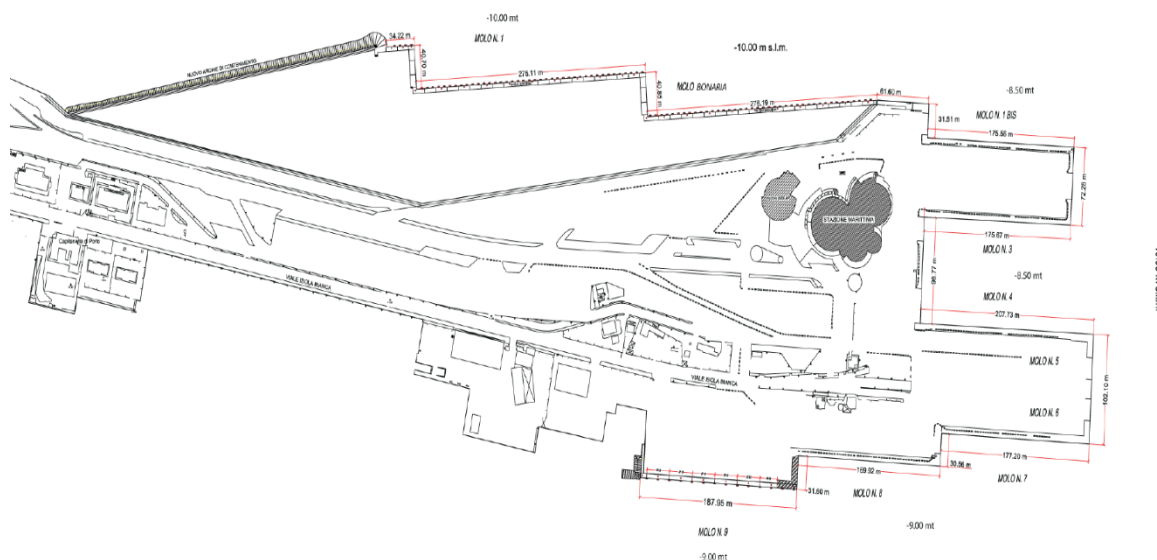 -10.00 mt
34.22 m
MOLO N. 1
40.70 m
-10.00 m s.l.m.
NUOVO ARGINE DI CONTENIMENTO
275.11 m
40.85 m
MOLO BONARIA
276.19 m
61.60 m
-8.50 mt
31.51 m
MOLO N. 1 BIS
175.56 m
72.28 m
STAZIONE MARITTIMA
175.67 m
MOLO N. 3
Capitaneria di Porto
98.77 m
-8.50 mt
VIALE ISOLA BIANCA
MOLO N. 4
207.73 m
MOLO N. 5
VIALE ISOLA BIANCA
102.10 m
MOLO N. 6
177.20 m
30.56 m
169.92 m
MOLO N. 7
31.50 m
MOLO N. 8
187.95 m
-9.00 mt
MOLO N. 9
-9.00 mt